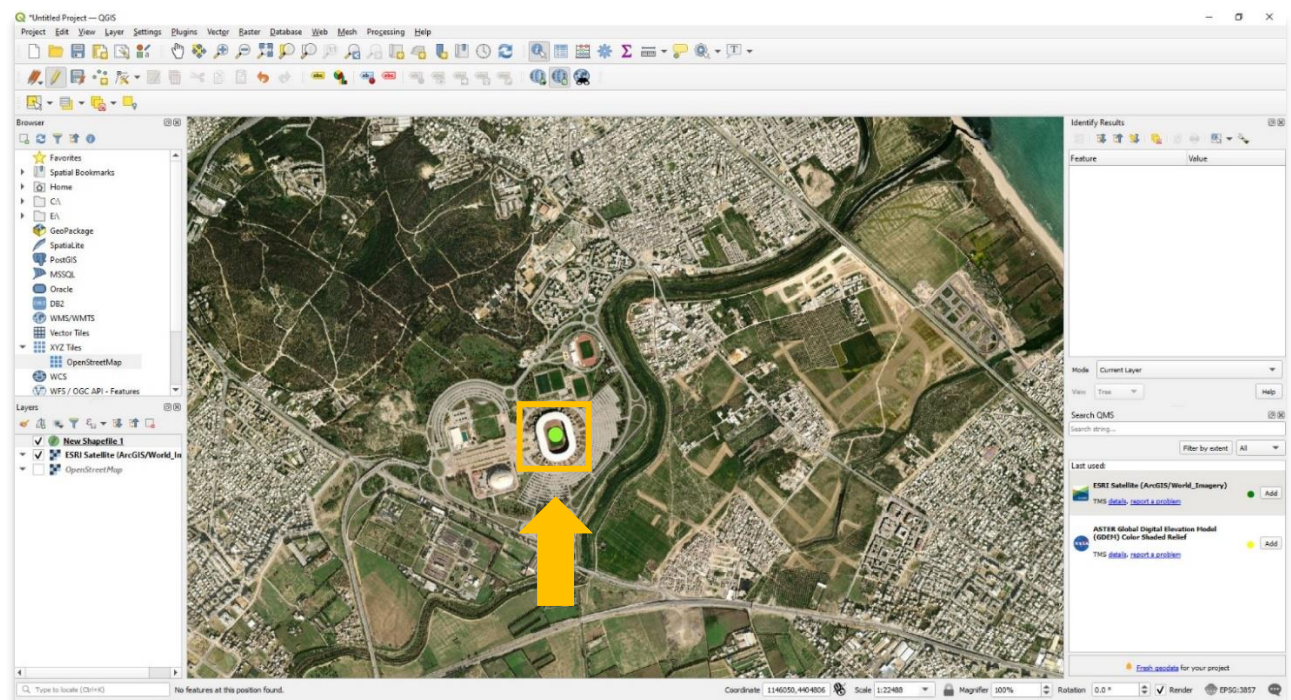 *Untitled Project — QGIS
Project Edit View Layer Settings Plugins Vector Raster Database Web Mesh Processing Help
Browser
Favorites
Spatial Bookmarks
Home
C:\
E:\
GeoPackage
SpatiaLite
PostGIS
MSSQL
Oracle
DB2
WMS/WMTS
Vector Tiles
XYZ Tiles
OpenStreetMap
WCS
WFS / OGC API - Features
Layers
New Shapefile 1
ESRI Satellite (ArcGIS/World_Im
OpenStreetMap
Identify Results
Feature Value
Mode Current Layer
View Tree Help
Search QMS
Search string...
Filter by extent All
Last used:
ESRI Satellite (ArcGIS/World_Imagery)
TMS details, report a problem
Add
ASTER Global Digital Elevation Model
(GDEM) Color Shaded Relief
TMS details, report a problem
Add
Fresh geodata for your project
Type to locate (Ctrl+K) No features at this position found. Coordinate 1146050,4404806 Scale 1:22488 Magnifier 100% Rotation 0.0 ° Render EPSG:3857